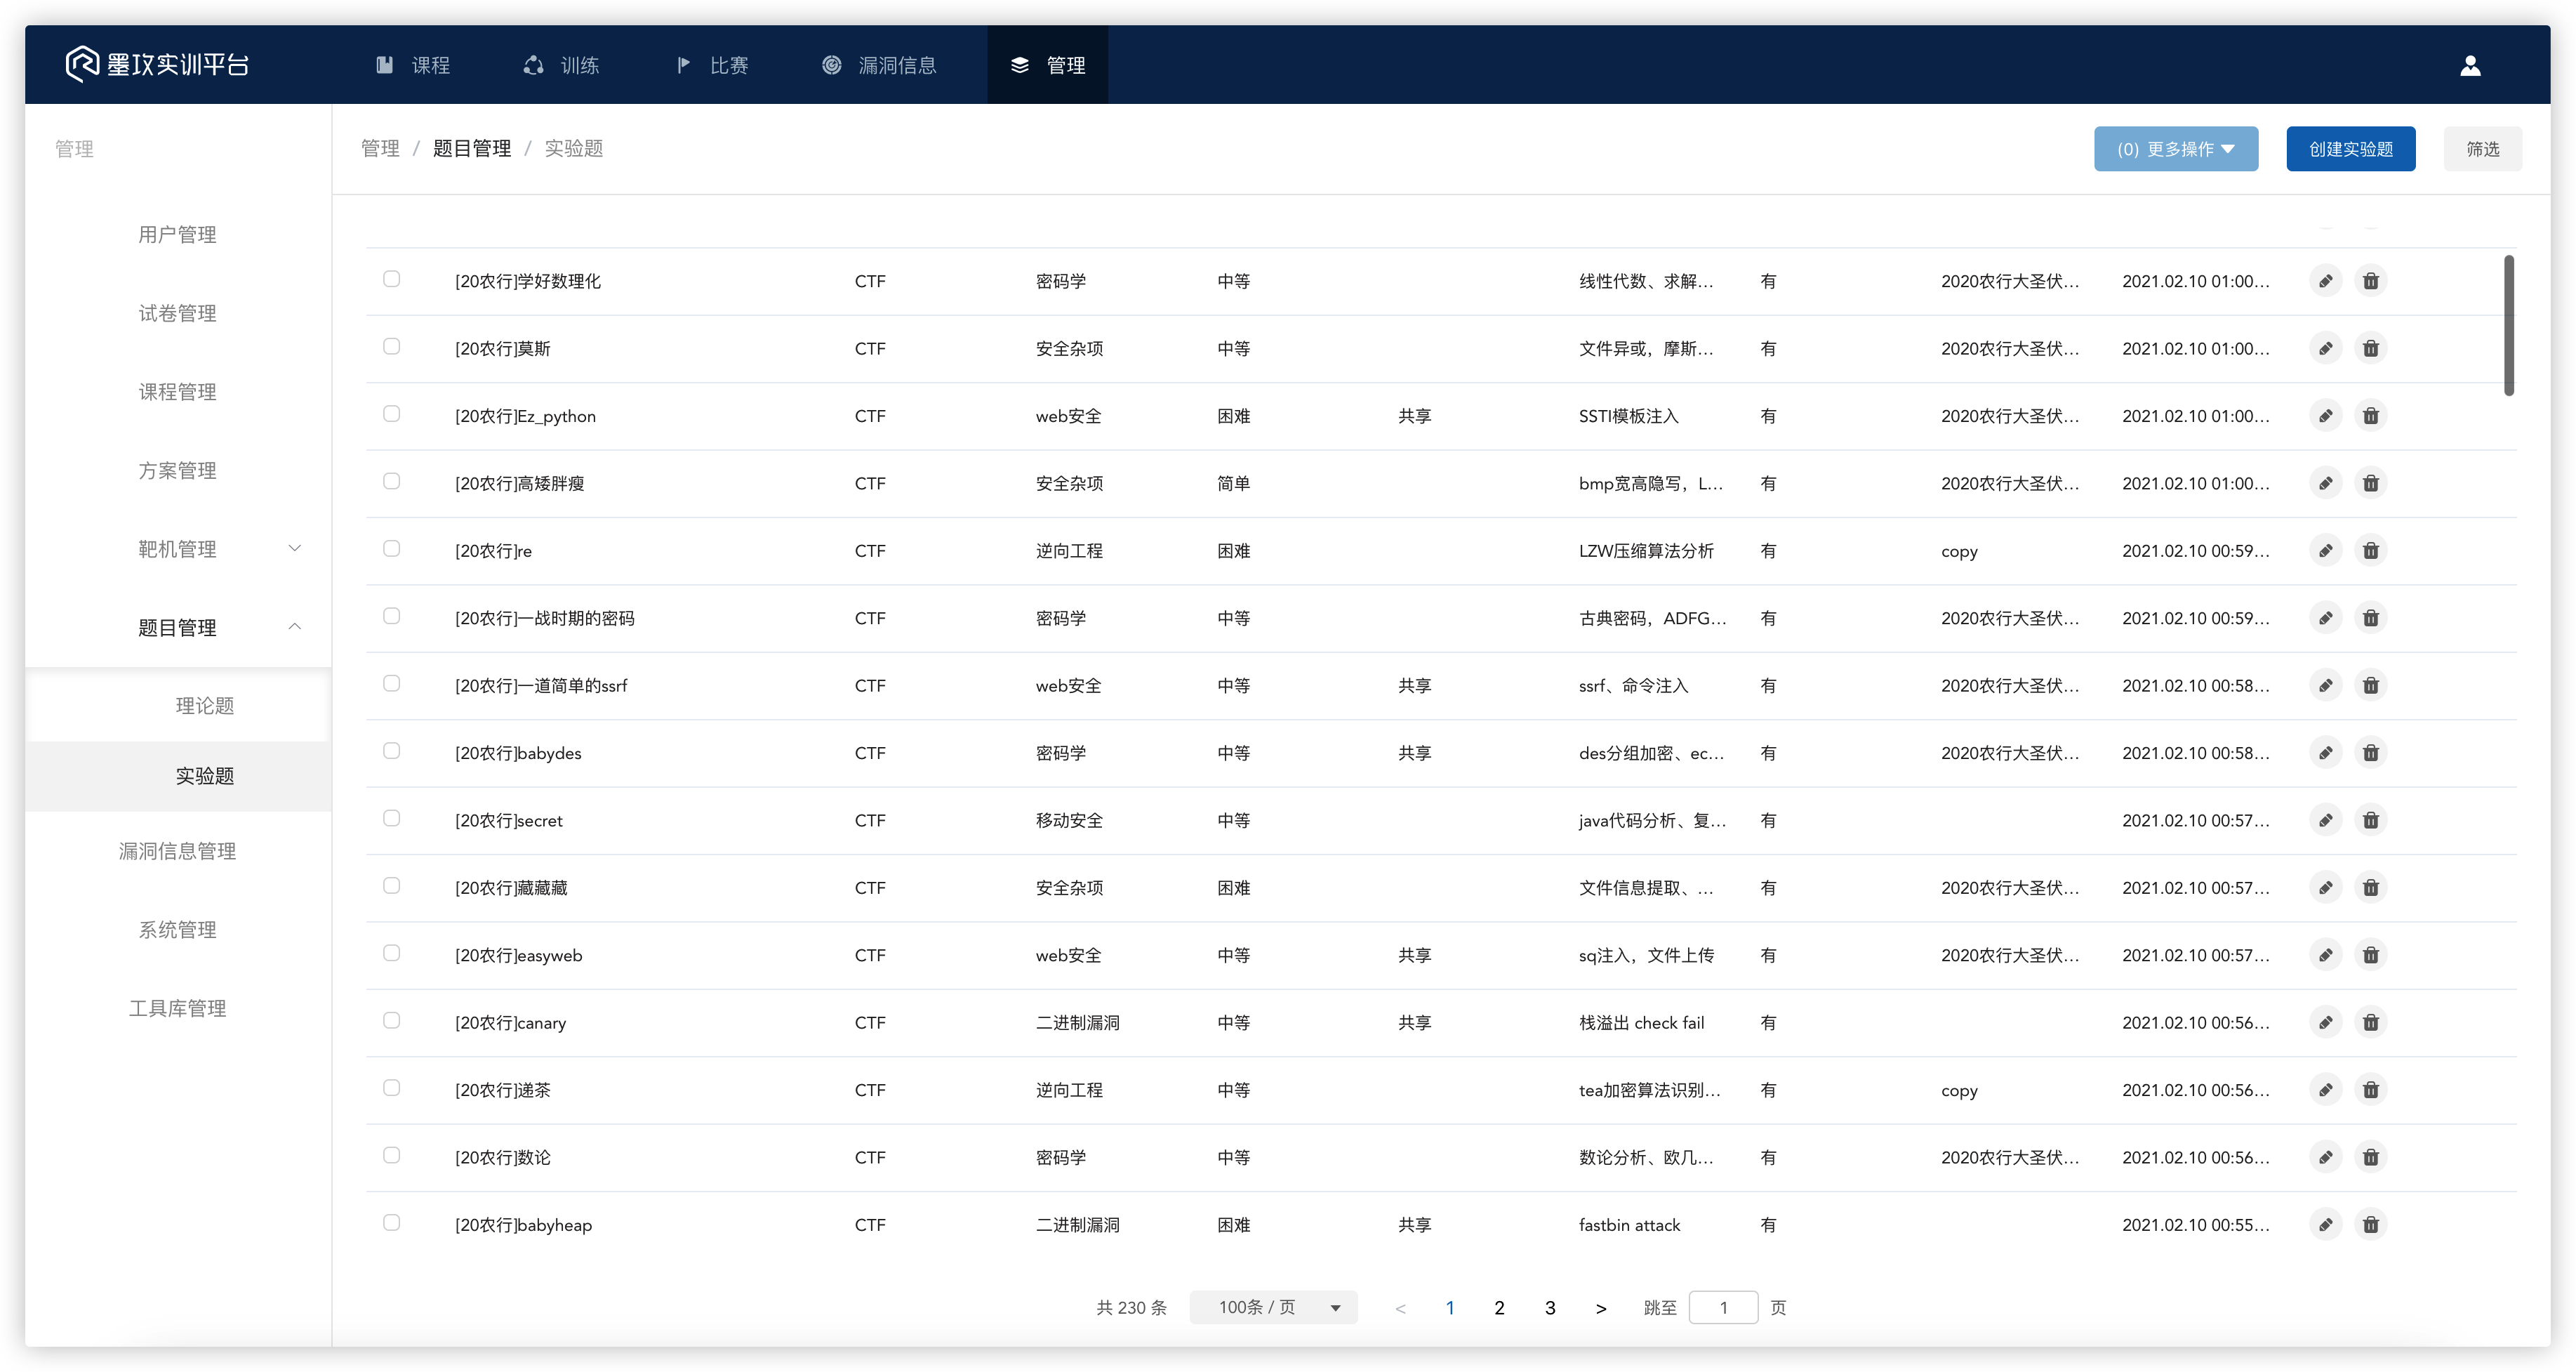 墨攻实训平台 课程 训练 比赛 漏洞信息 管理
管理
用户管理
试卷管理
课程管理
方案管理
靶机管理
题目管理
理论题
实验题
漏洞信息管理
系统管理
工具库管理
管理 / 题目管理 / 实验题 (0) 更多操作 创建实验题 筛选
[20农行]学好数理化 CTF 密码学 中等 线性代数、求解... 有 2020农行大圣伏... 2021.02.10 01:00...
[20农行]莫斯 CTF 安全杂项 中等 文件异或，摩斯... 有 2020农行大圣伏... 2021.02.10 01:00...
[20农行]Ez_python CTF web安全 困难 共享 SSTI模板注入 有 2020农行大圣伏... 2021.02.10 01:00...
[20农行]高矮胖瘦 CTF 安全杂项 简单 bmp宽高隐写，L... 有 2020农行大圣伏... 2021.02.10 01:00...
[20农行]re CTF 逆向工程 困难 LZW压缩算法分析 有 copy 2021.02.10 00:59...
[20农行]一战时期的密码 CTF 密码学 中等 古典密码，ADFG... 有 2020农行大圣伏... 2021.02.10 00:59...
[20农行]一道简单的ssrf CTF web安全 中等 共享 ssrf、命令注入 有 2020农行大圣伏... 2021.02.10 00:58...
[20农行]babydes CTF 密码学 中等 共享 des分组加密、ec... 有 2020农行大圣伏... 2021.02.10 00:58...
[20农行]secret CTF 移动安全 中等 java代码分析、复... 有 2021.02.10 00:57...
[20农行]藏藏藏 CTF 安全杂项 困难 文件信息提取、... 有 2020农行大圣伏... 2021.02.10 00:57...
[20农行]easyweb CTF web安全 中等 共享 sq注入，文件上传 有 2020农行大圣伏... 2021.02.10 00:57...
[20农行]canary CTF 二进制漏洞 中等 共享 栈溢出 check fail 有 2021.02.10 00:56...
[20农行]递茶 CTF 逆向工程 中等 tea加密算法识别... 有 copy 2021.02.10 00:56...
[20农行]数论 CTF 密码学 中等 数论分析、欧几... 有 2020农行大圣伏... 2021.02.10 00:56...
[20农行]babyheap CTF 二进制漏洞 困难 共享 fastbin attack 有 2021.02.10 00:55...
共 230 条 100条 / 页 < 1 2 3 > 跳至 1 页